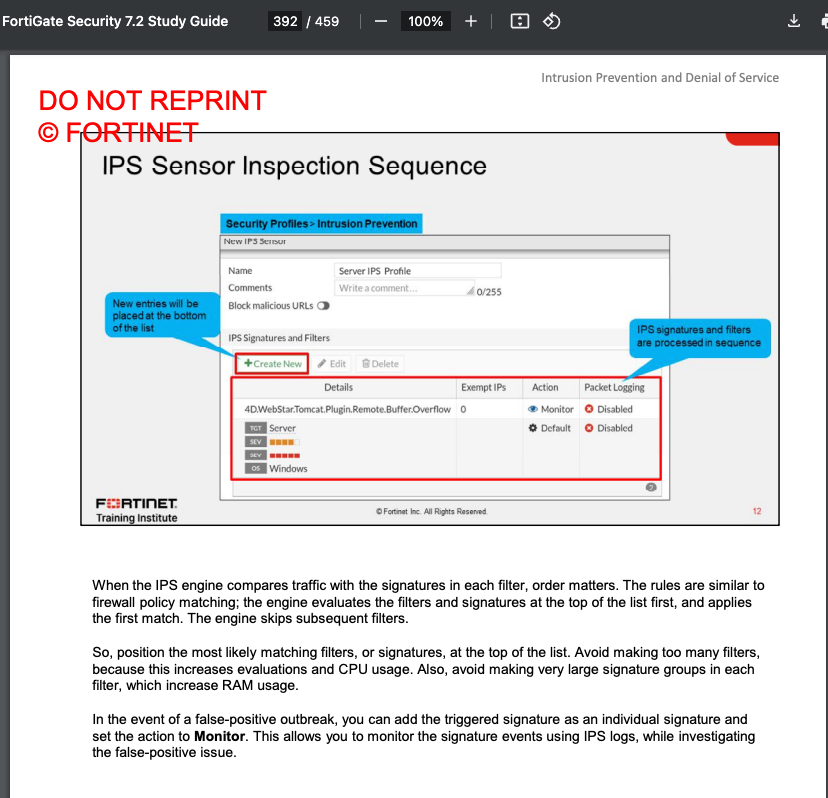 FortiGate Security 7.2 Study Guide
392 / 459
100%
Intrusion Prevention and Denial of Service
DO NOT REPRINT
© FORTINET
IPS Sensor Inspection Sequence
Security Profiles > Intrusion Prevention
New IPS Sensor
Name Server IPS Profile
Comments Write a comment... 0/255
Block malicious URLs
New entries will be
placed at the bottom
of the list
IPS signatures and filters
are processed in sequence
IPS Signatures and Filters
+Create New Edit Delete
Details Exempt IPs Action Packet Logging
4D.WebStar.Tomcat.Plugin.Remote.Buffer.Overflow 0 Monitor Disabled
TGT Server Default Disabled
SEV
SEV
OS Windows
FORTINET
Training Institute
© Fortinet Inc. All Rights Reserved.
12
When the IPS engine compares traffic with the signatures in each filter, order matters. The rules are similar to
firewall policy matching; the engine evaluates the filters and signatures at the top of the list first, and applies
the first match. The engine skips subsequent filters.
So, position the most likely matching filters, or signatures, at the top of the list. Avoid making too many filters,
because this increases evaluations and CPU usage. Also, avoid making very large signature groups in each
filter, which increase RAM usage.
In the event of a false-positive outbreak, you can add the triggered signature as an individual signature and
set the action to Monitor. This allows you to monitor the signature events using IPS logs, while investigating
the false-positive issue.